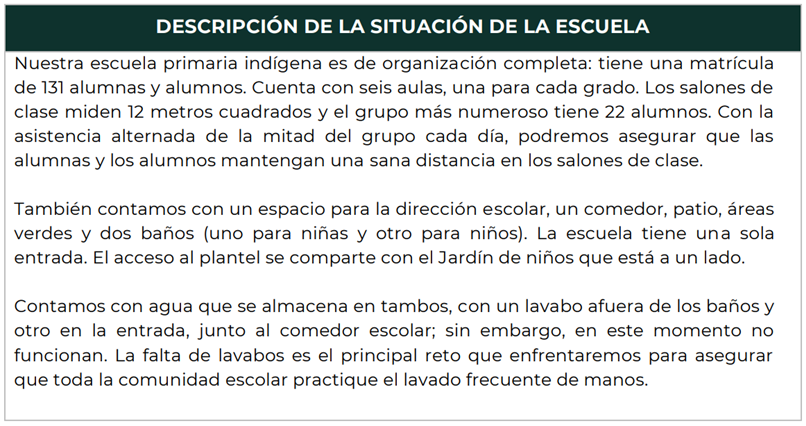 DESCRIPCIÓN DE LA SITUACIÓN DE LA ESCUELA
Nuestra escuela primaria indígena es de organización completa: tiene una matrícula
de 131 alumnas y alumnos. Cuenta con seis aulas, una para cada grado. Los salones de
clase miden 12 metros cuadrados y el grupo más numeroso tiene 22 alumnos. Con la
asistencia alternada de la mitad del grupo cada día, podremos asegurar que las
alumnas y los alumnos mantengan una sana distancia en los salones de clase.
También contamos con un espacio para la dirección escolar, un comedor, patio, áreas
verdes y dos baños (uno para niñas y otro para niños). La escuela tiene una sola
entrada. El acceso al plantel se comparte con el Jardín de niños que está a un lado.
Contamos con agua que se almacena en tambos, con un lavabo afuera de los baños y
otro en la entrada, junto al comedor escolar; sin embargo, en este momento no
funcionan. La falta de lavabos es el principal reto que enfrentaremos para asegurar
que toda la comunidad escolar practique el lavado frecuente de manos.